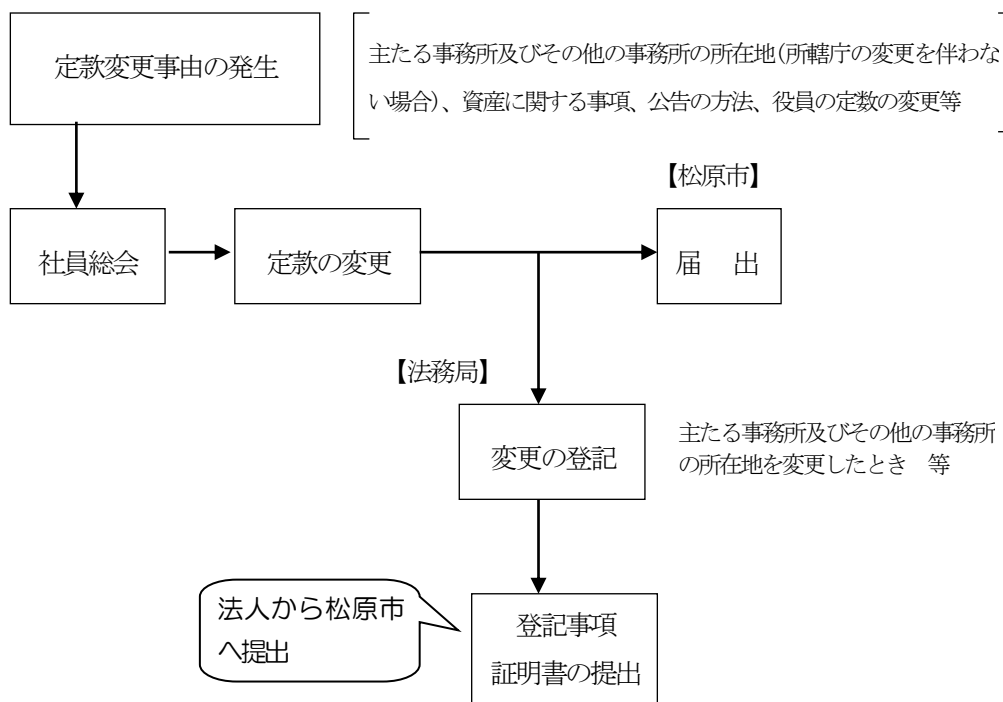 定款変更事由の発生
主たる事務所及びその他の事務所の所在地(所轄庁の変更を伴わな
い場合)、資産に関する事項、公告の方法、役員の定数の変更等
【松原市】
社員総会
定款の変更
届　出
【法務局】
変更の登記
主たる事務所及びその他の事務所
の所在地を変更したとき　等
法人から松原市
へ提出
登記事項
証明書の提出